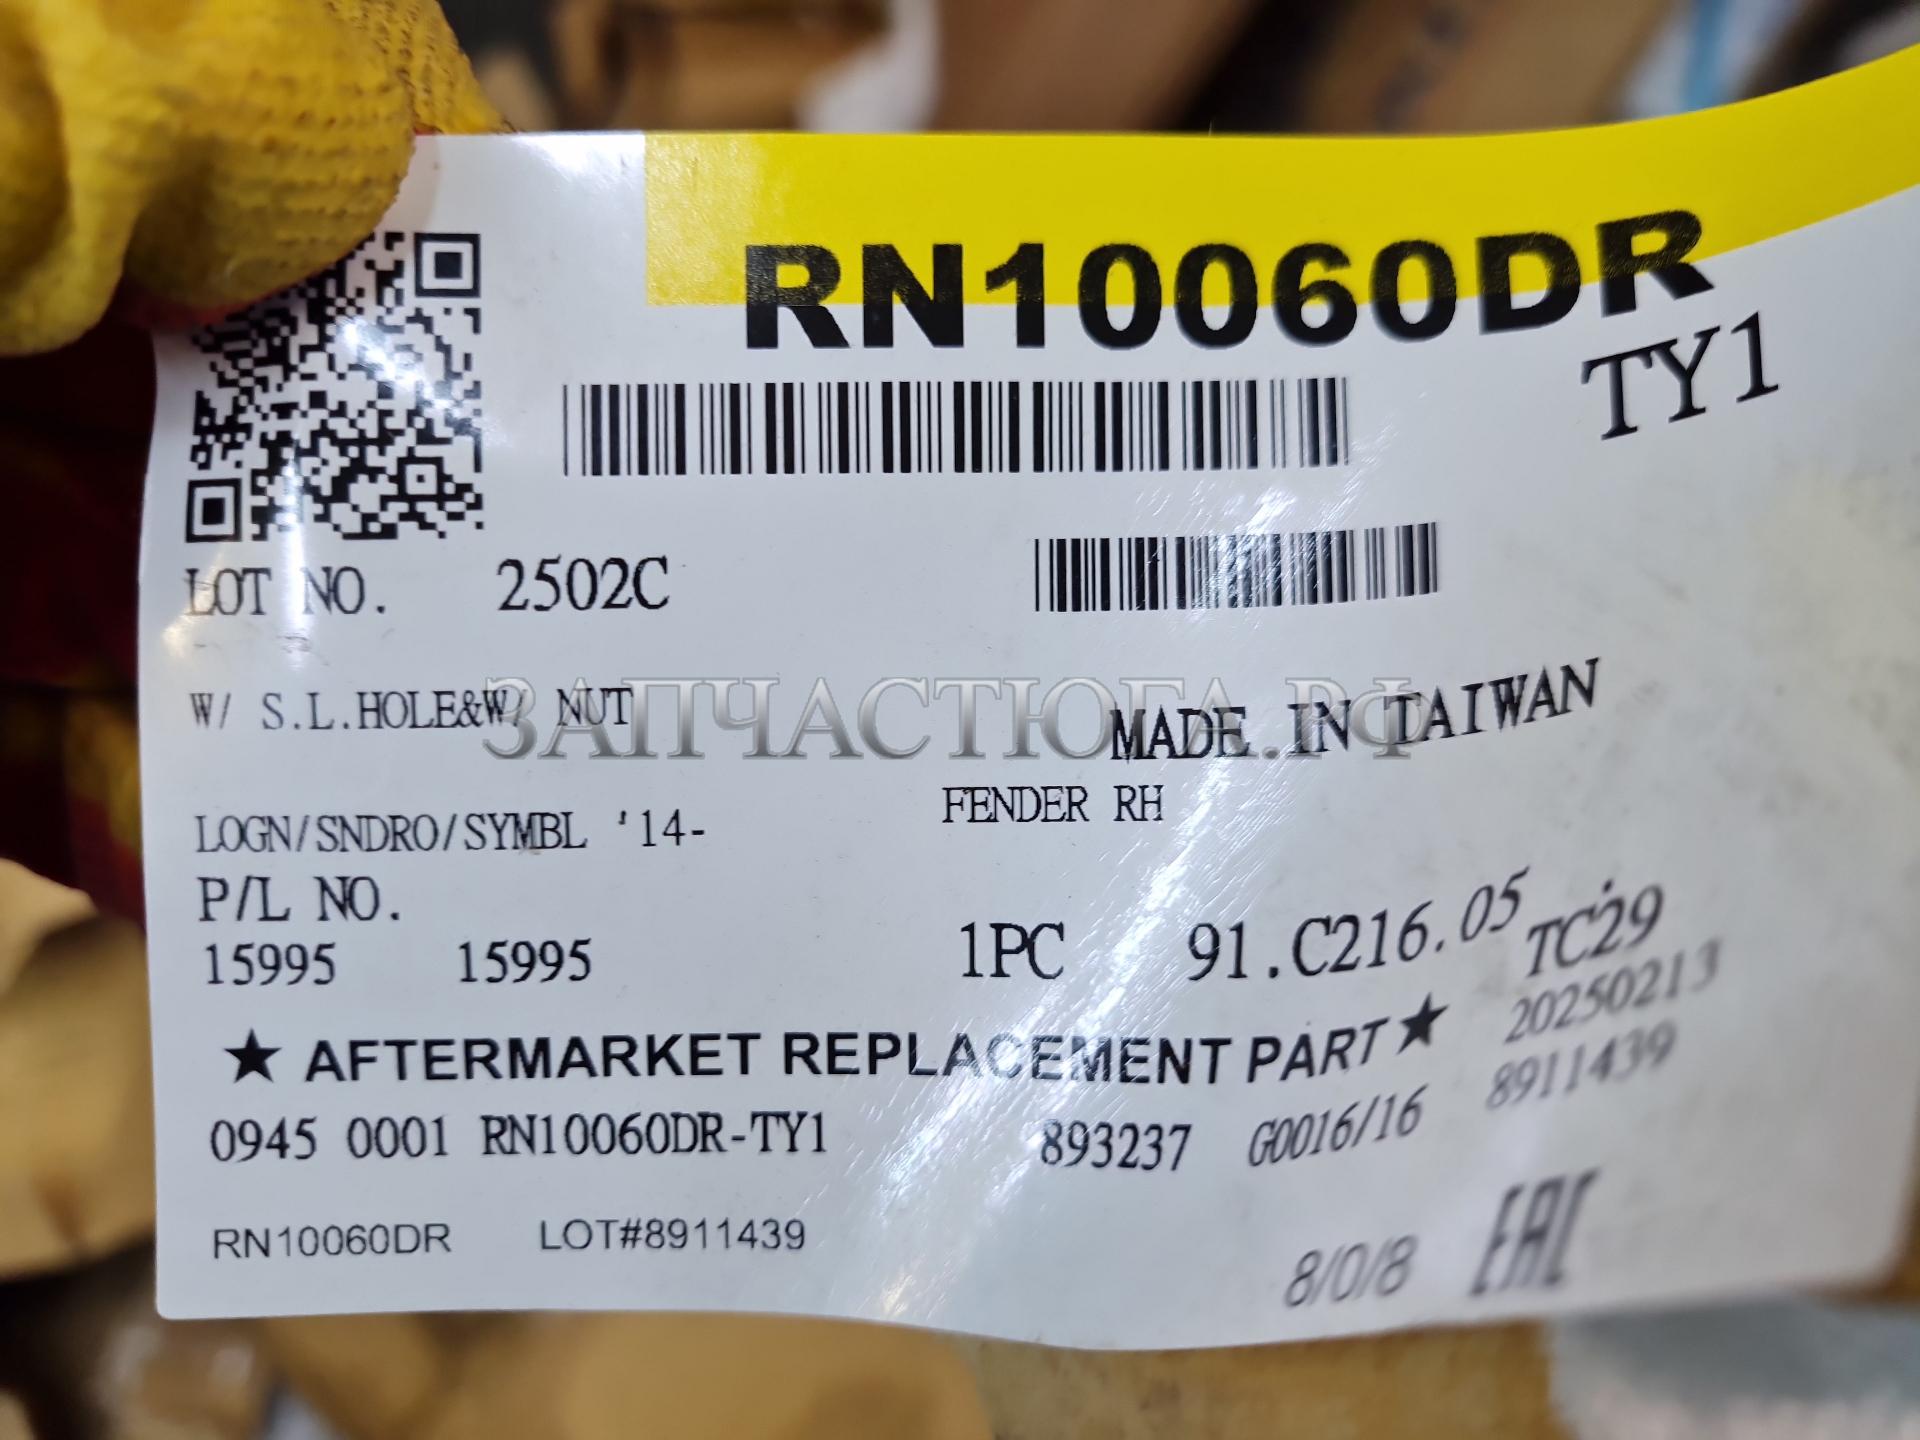 RN10060DR
TY1
LOT NO. 2502C
W/ S.L.HOLE&W/ NUT
ЗАПЧАСТЮГА.РФ
MADE IN TAIWAN
LOGN/SNDRO/SYMBL '14-
FENDER RH
P/L NO.
15995 15995
1PC 91.C216.05 TC29
★ AFTERMARKET REPLACEMENT PART★ 20250213
0945 0001 RN10060DR-TY1 893237 G0016/16 8911439
RN10060DR LOT#8911439
8/0/8 EAC